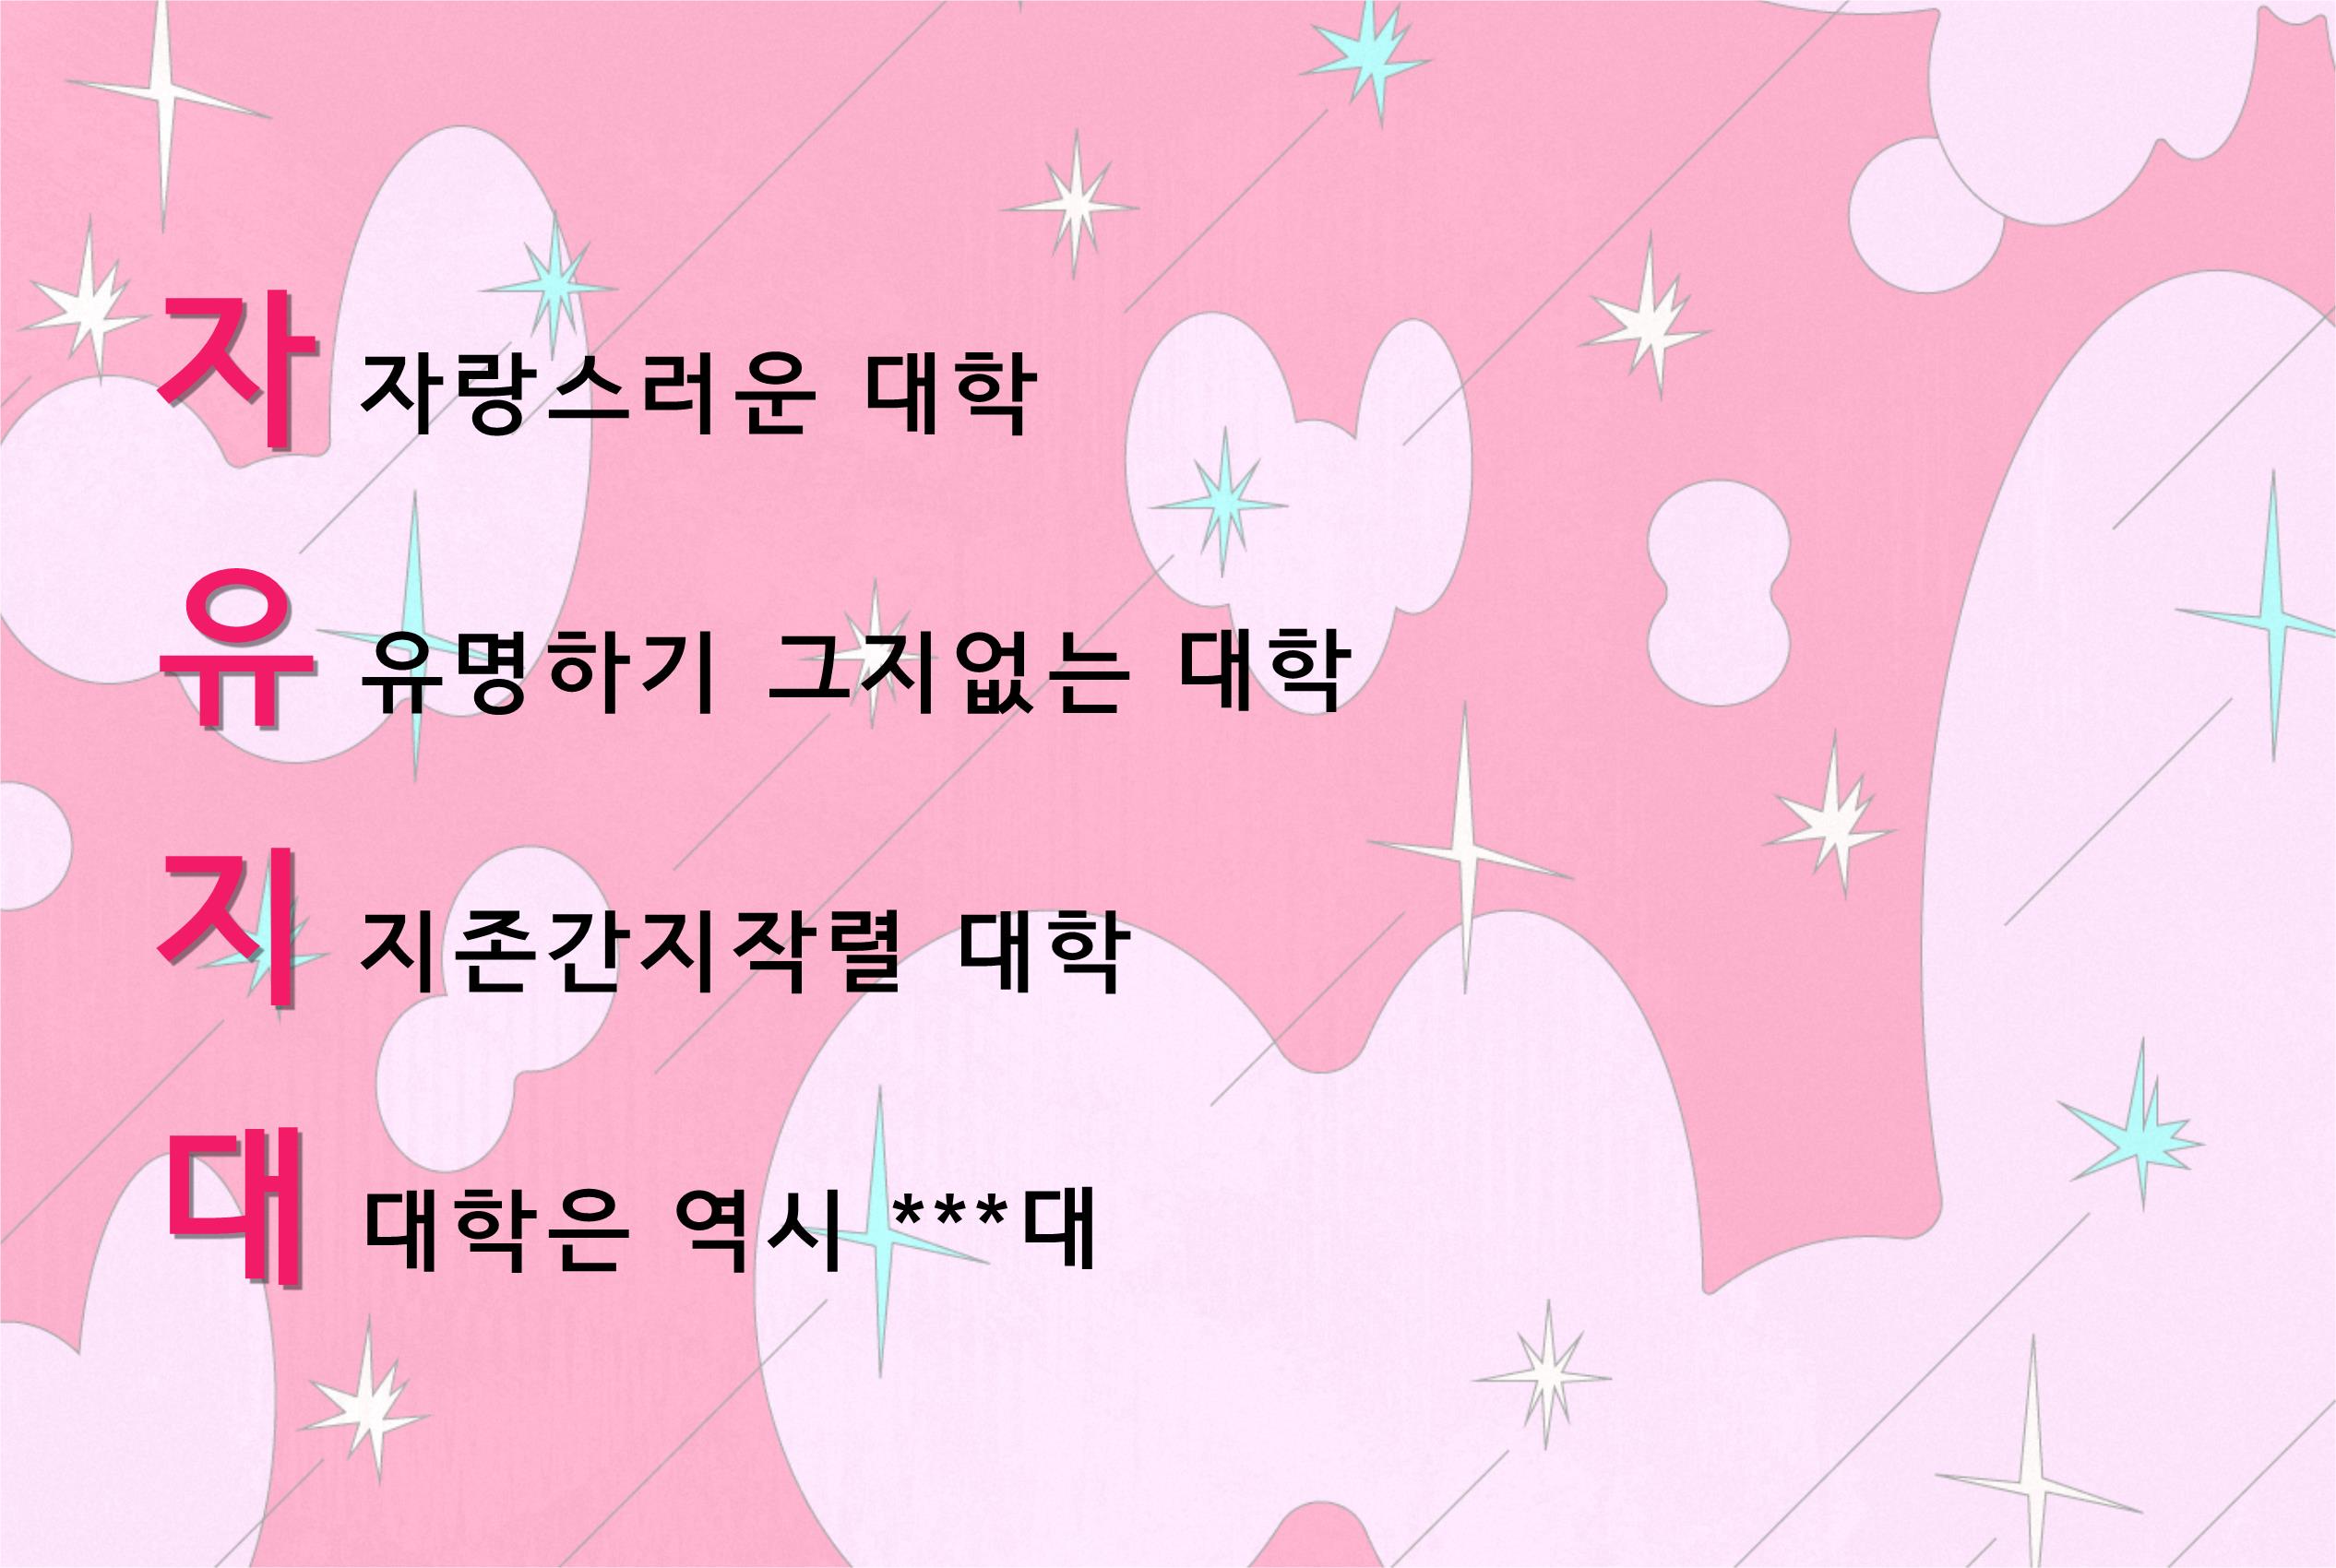 자 자랑스러운 대학
유 유명하기 그지없는 대학
지 지존간지작렬 대학
대 대학은 역시 ***대